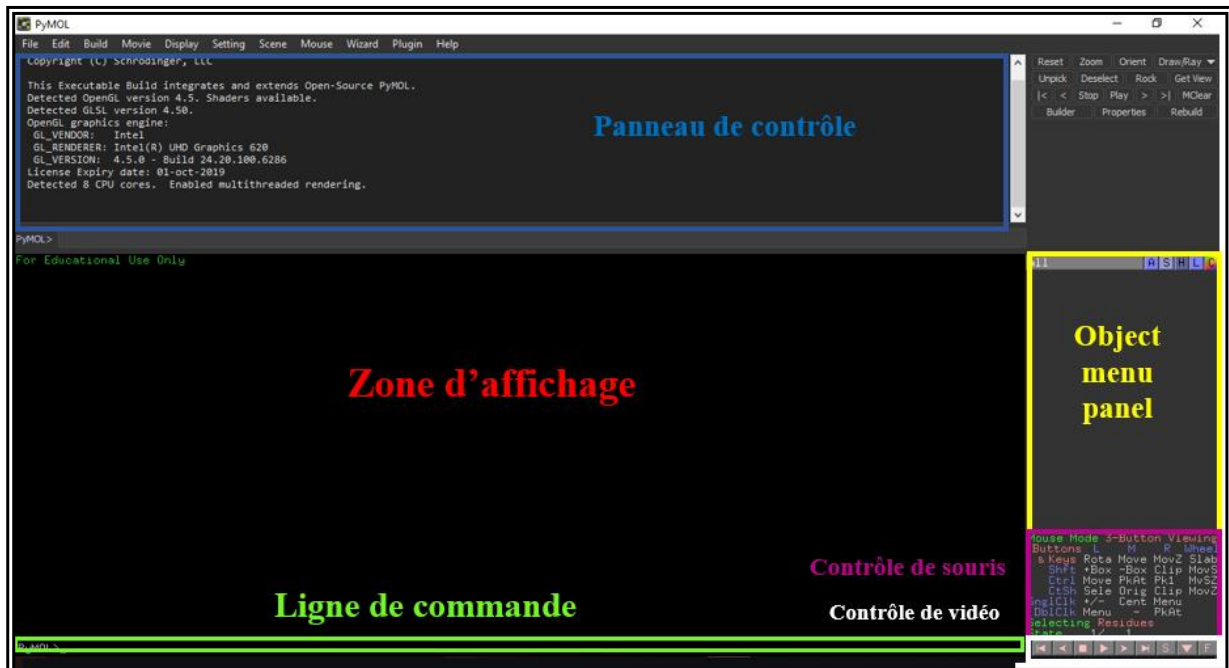 PyMOL
File Edit Build Movie Display Setting Scene Mouse Wizard Plugin Help
Copyright (C) Schrodinger, LLC
This Executable Build integrates and extends Open-Source PyMOL.
Detected OpenGL version 4.5. Shaders available.
Detected GLSL version 4.50.
OpenGL graphics engine:
GL_VENDOR: Intel
GL_RENDERER: Intel(R) UHD Graphics 620
GL_VERSION: 4.5.0 - Build 24.20.100.6286
License Expiry date: 01-oct-2019
Detected 8 CPU cores. Enabled multithreaded rendering.
Panneau de contrôle
Reset Zoom Orient Draw/Ray
Unpick Deselect Rock Get View
|< < Stop Play > >| MClear
Builder Properties Rebuild
PyMOL>
For Educational Use Only
all A S H L C
Object
menu
panel
Zone d'affichage
Mouse Mode 3-Button Viewing
Buttons L M R Wheel
& Keys Rota Move MovZ Slab
Shft +Box -Box Clip MovS
Ctrl Move PkAt Pk1 MvSZ
CtSh Sele Orig Clip MovZ
SnglClk +/- Cent Menu
DblClk Menu - PkAt
Selecting Residues
State 1/ 1
Contrôle de souris
Contrôle de vidéo
Ligne de commande
PyMOL>_
S F